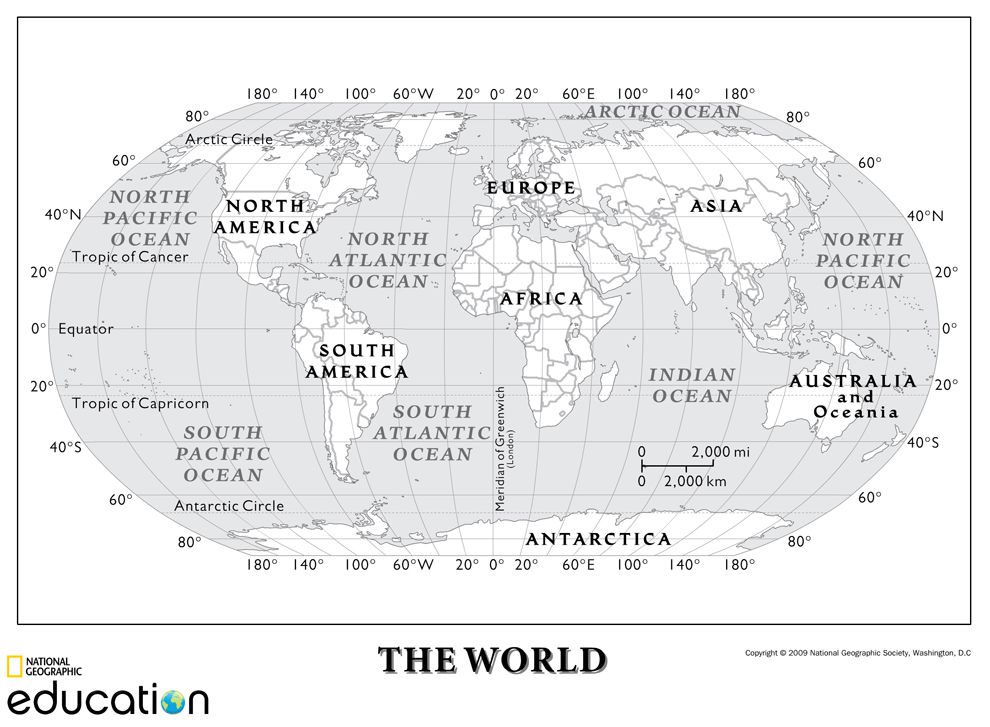 180° 140° 100° 60°W 20° 0° 20° 60°E 100° 140° 180°
ARCTIC OCEAN
80° 80°
Arctic Circle
60° 60°
EUROPE
NORTH
PACIFIC
OCEAN
NORTH
AMERICA
ASIA
40°N 40°N
NORTH
ATLANTIC
OCEAN
NORTH
PACIFIC
OCEAN
Tropic of Cancer
20° 20°
AFRICA
0° Equator 0°
SOUTH
AMERICA
INDIAN
OCEAN
AUSTRALIA
and
Oceania
20° 20°
Tropic of Capricorn
SOUTH
PACIFIC
OCEAN
SOUTH
ATLANTIC
OCEAN
Meridian of Greenwich
(London)
40°S 40°S
0 2,000 mi
0 2,000 km
60° 60°
Antarctic Circle
80° 80°
ANTARCTICA
180° 140° 100° 60°W 20° 0° 20° 60°E 100° 140° 180°
THE WORLD
Copyright © 2009 National Geographic Society, Washington, D.C
NATIONAL
GEOGRAPHIC
education